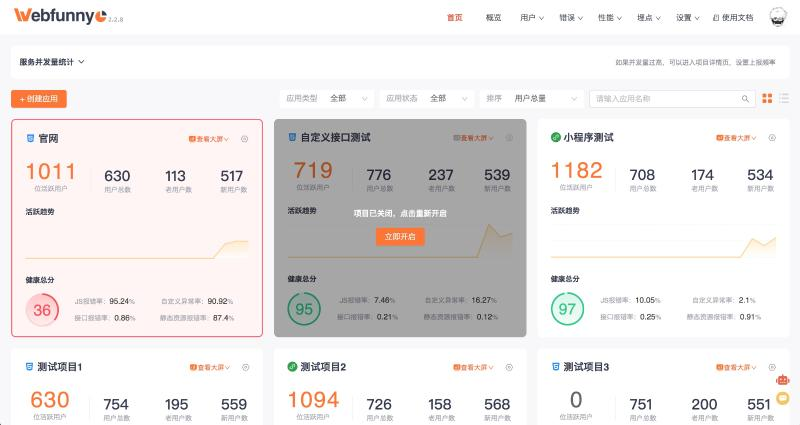 Webfunny 2.2.8
首页 概览 用户 错误 性能 埋点 设置 使用文档
服务并发量统计 如果并发量过高，可以进入项目详情页，设置上报频率
+ 创建应用 应用类型 全部 应用状态 全部 排序 用户总量 请输入应用名称
官网 查看大屏
1011 630 113 517
位活跃用户 用户总数 老用户数 新用户数
活跃趋势
健康总分
36
JS报错率: 95.24% 自定义异常率: 90.92%
接口报错率: 0.86% 静态资源报错率: 87.4%
自定义接口测试 查看大屏
719 776 237 539
位活跃用户 用户总数 老用户数 新用户数
活跃趋势
项目已关闭，点击重新开启
立即开启
健康总分
95
JS报错率: 7.46% 自定义异常率: 16.27%
接口报错率: 0.21% 静态资源报错率: 0.12%
小程序测试 查看大屏
1182 708 174 534
位活跃用户 用户总数 老用户数 新用户数
活跃趋势
健康总分
97
JS报错率: 10.05% 自定义异常率: 2.1%
接口报错率: 0.25% 静态资源报错率: 0.91%
测试项目1 查看大屏
630 754 195 559
位活跃用户 用户总数 老用户数 新用户数
测试项目2 查看大屏
1094 726 158 568
位活跃用户 用户总数 老用户数 新用户数
测试项目3 查看大屏
0 751 200 551
位活跃用户 用户总数 老用户数 新用户数